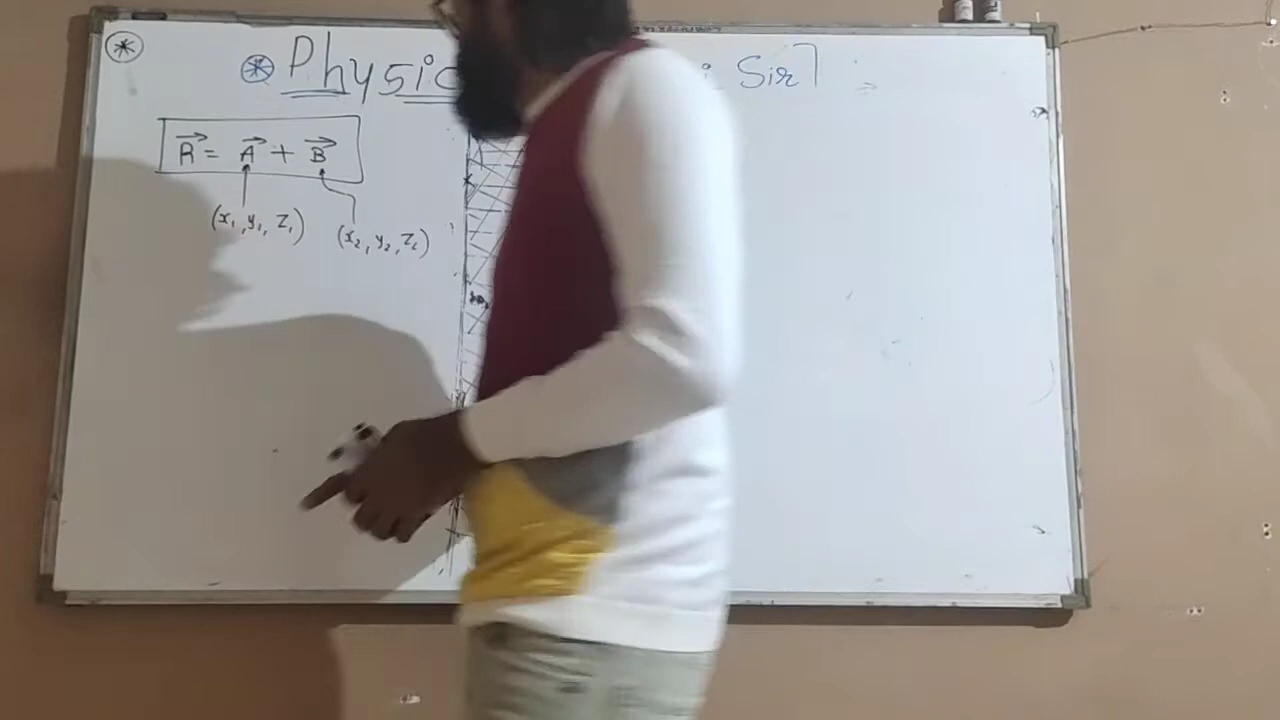 Physic Sir
R⃗ = A⃗ + B⃗
(x₁, y₁, z₁)
(x₂, y₂, z₂)